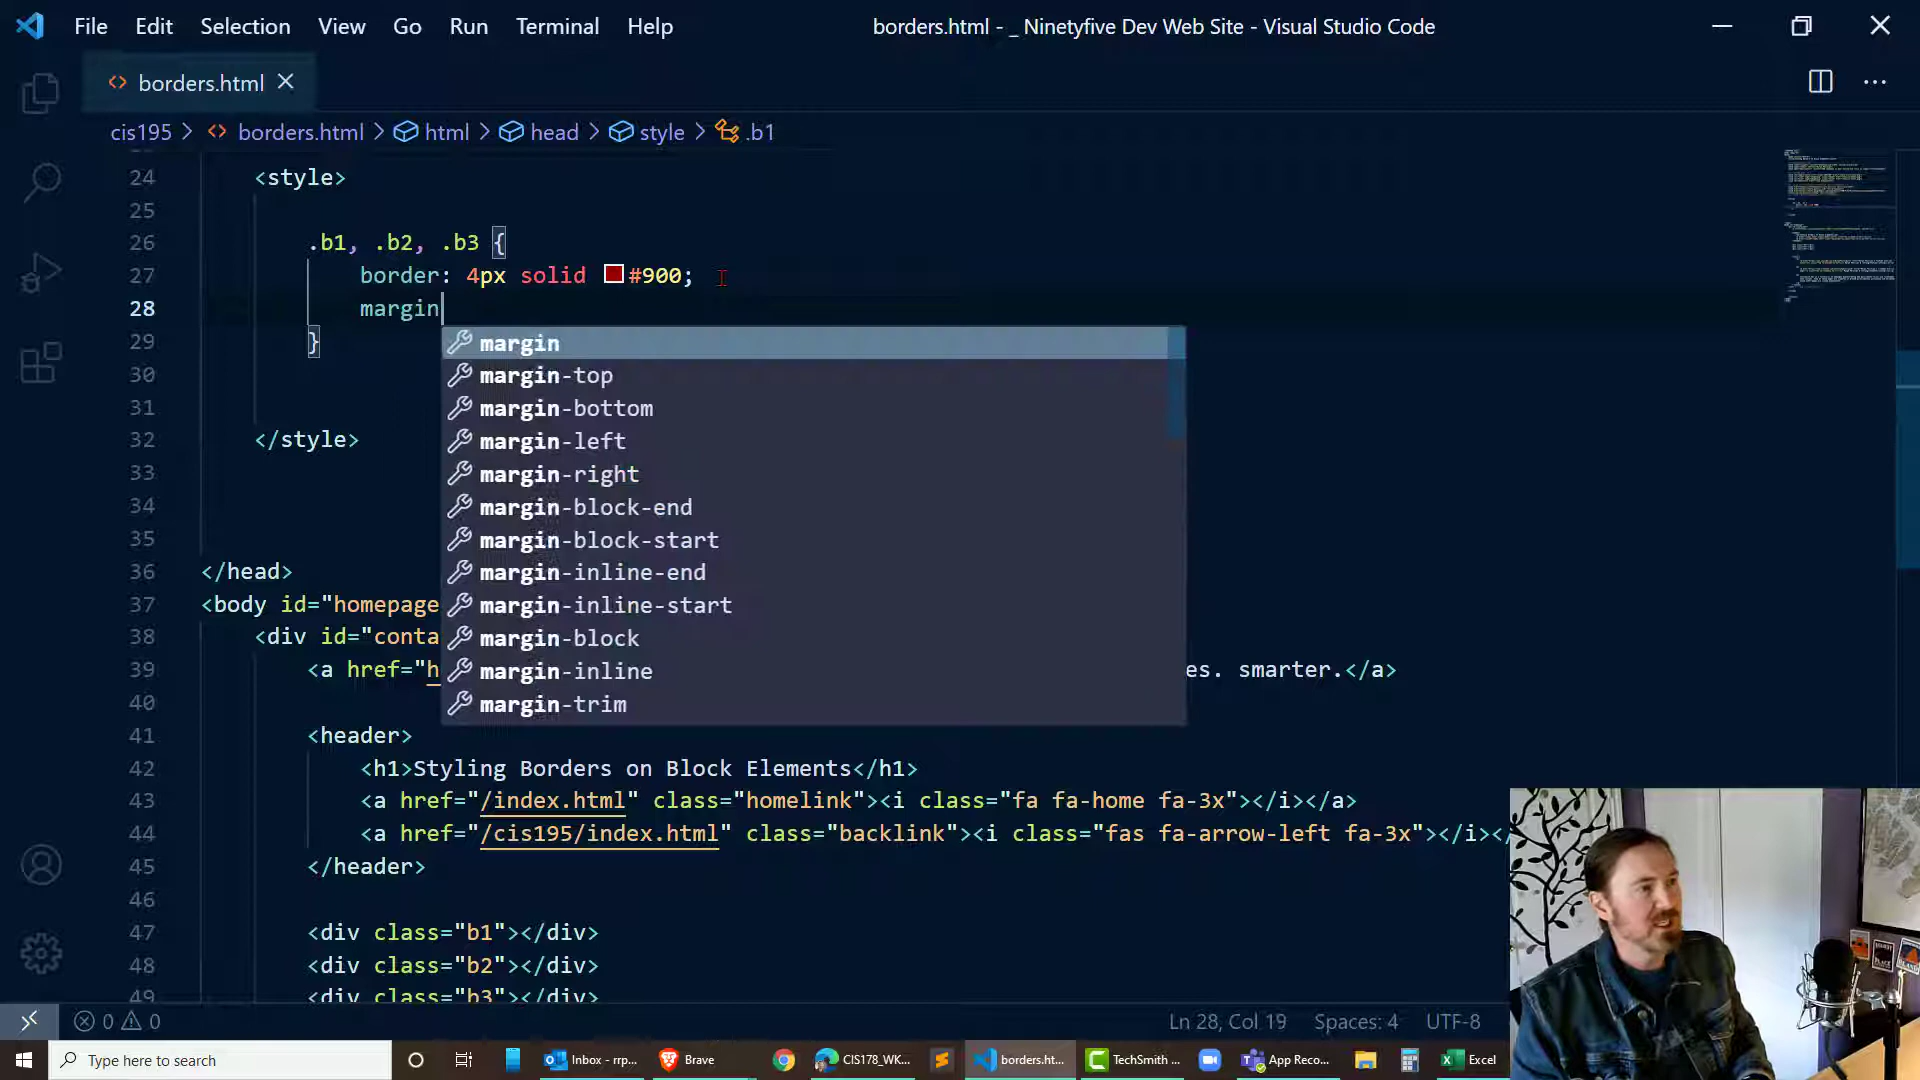 File Edit Selection View Go Run Terminal Help
borders.html - _ Ninetyfive Dev Web Site - Visual Studio Code
borders.html
cis195 > borders.html > html > head > style > .b1
24 <style>
25
26 .b1, .b2, .b3 {
27 border: 4px solid #900;
28 margin
29 }
30
31
32 </style>
33
34
35
36 </head>
37 <body id="homepage
38 <div id="conta
39 <a href="h es. smarter.</a>
40
41 <header>
42 <h1>Styling Borders on Block Elements</h1>
43 <a href="/index.html" class="homelink"><i class="fa fa-home fa-3x"></i></a>
44 <a href="/cis195/index.html" class="backlink"><i class="fas fa-arrow-left fa-3x"></i></
45 </header>
46
47 <div class="b1"></div>
48 <div class="b2"></div>
49 <div class="b3"></div>
margin
margin-top
margin-bottom
margin-left
margin-right
margin-block-end
margin-block-start
margin-inline-end
margin-inline-start
margin-block
margin-inline
margin-trim
0 0
Ln 28, Col 19 Spaces: 4 UTF-8
Type here to search
Inbox - rrp...
Brave
CIS178_WK...
borders.ht...
TechSmith ...
App Reco...
Excel